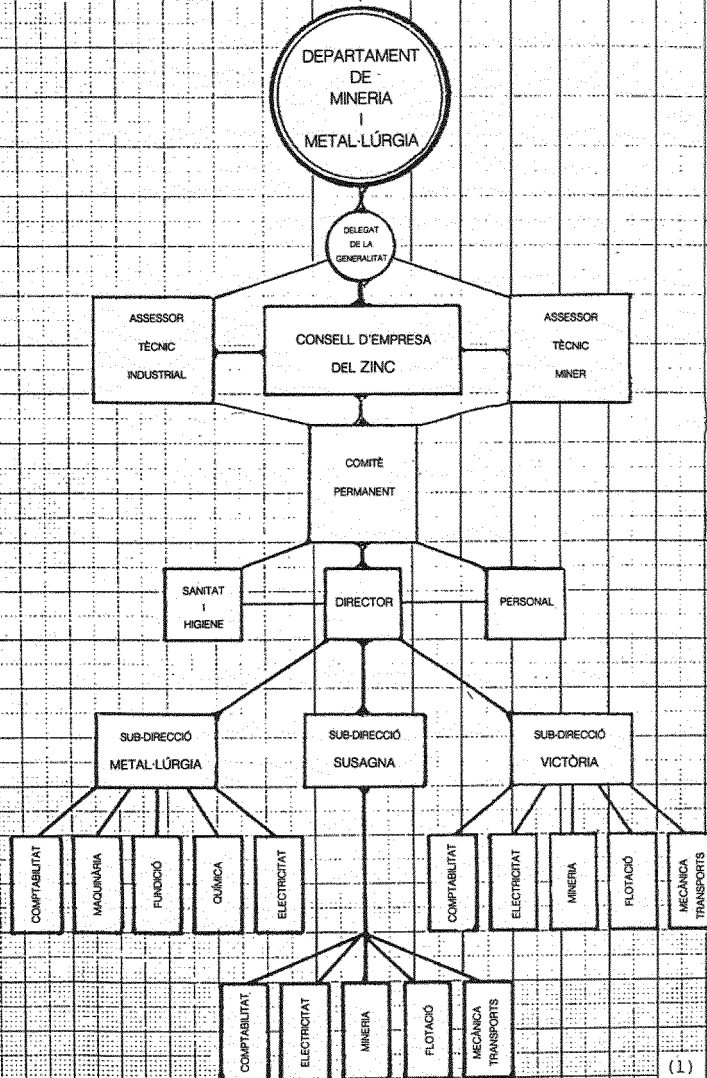 DEPARTAMENT
DE
MINERIA
I
METAL·LÚRGIA
DELEGAT
DE LA
GENERALITAT
ASSESSOR
TÈCNIC
INDUSTRIAL
CONSELL D'EMPRESA
DEL ZINC
ASSESSOR
TÈCNIC
MINER
COMITÈ
PERMANENT
SANITAT
I
HIGIENE
DIRECTOR
PERSONAL
SUB-DIRECCIÓ
METAL·LÚRGIA
SUB-DIRECCIÓ
SUSAGNA
SUB-DIRECCIÓ
VICTÒRIA
COMPTABILITAT
MAQUINÀRIA
FUNDICIÓ
QUÍMICA
ELECTRICITAT
COMPTABILITAT
ELECTRICITAT
MINERIA
FLOTACIÓ
MECÀNICA
TRANSPORTS
COMPTABILITAT
ELECTRICITAT
MINERIA
FLOTACIÓ
MECÀNICA
TRANSPORTS
(1)